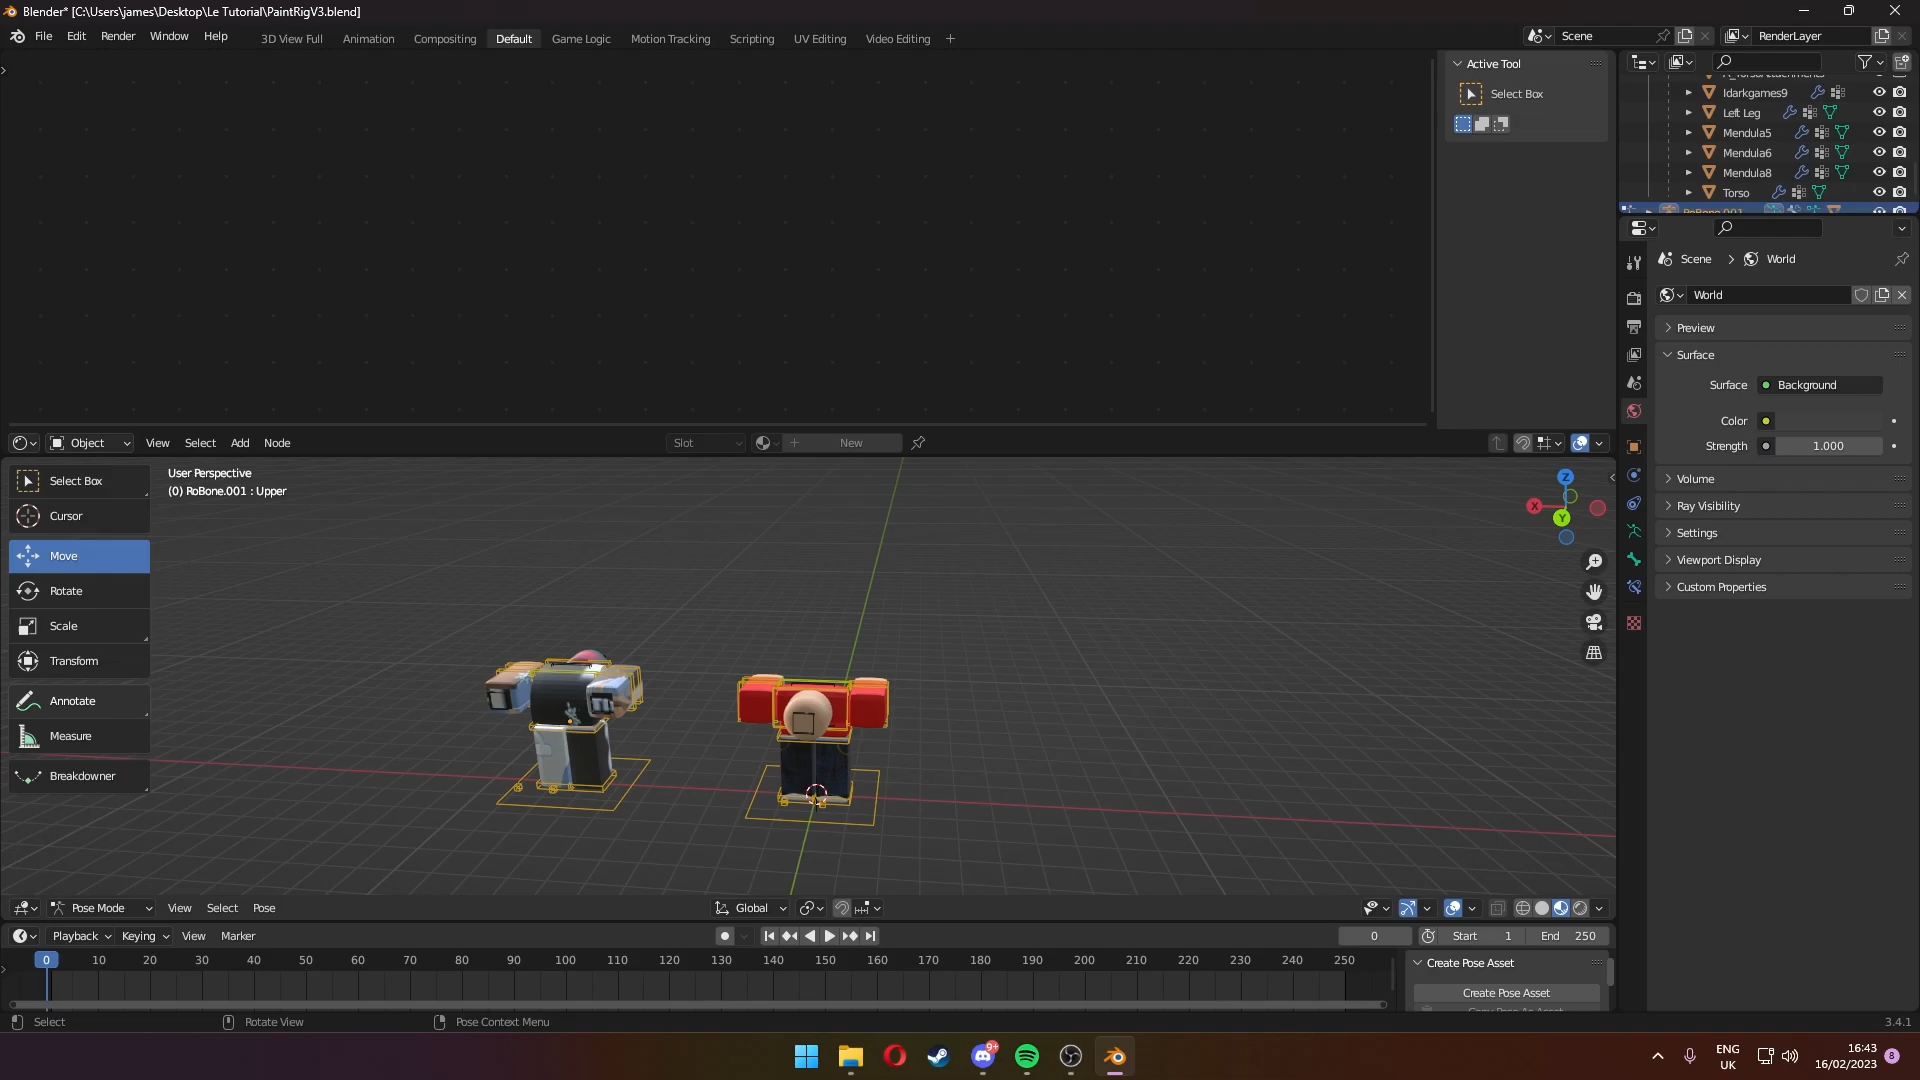 Blender* [C:\Users\james\Desktop\Le Tutorial\PaintRigV3.blend]
File Edit Render Window Help 3D View Full Animation Compositing Default Game Logic Motion Tracking Scripting UV Editing Video Editing + Scene RenderLayer
Active Tool
Select Box
Idarkgames9
Left Leg
Mendula5
Mendula6
Mendula8
Torso
RoBone.001
Scene > World
World
Preview
Surface
Surface Background
Color
Strength 1.000
Volume
Ray Visibility
Settings
Viewport Display
Custom Properties
Object View Select Add Node Slot New
Select Box
Cursor
Move
Rotate
Scale
Transform
Annotate
Measure
Breakdowner
User Perspective
(0) RoBone.001 : Upper
Z
X
Y
Pose Mode View Select Pose Global
Playback Keying View Marker 0 Start 1 End 250
0 10 20 30 40 50 60 70 80 90 100 110 120 130 140 150 160 170 180 190 200 210 220 230 240 250
Create Pose Asset
Create Pose Asset
Select Rotate View Pose Context Menu 3.4.1
9+
ENG
UK
16:43
16/02/2023
8